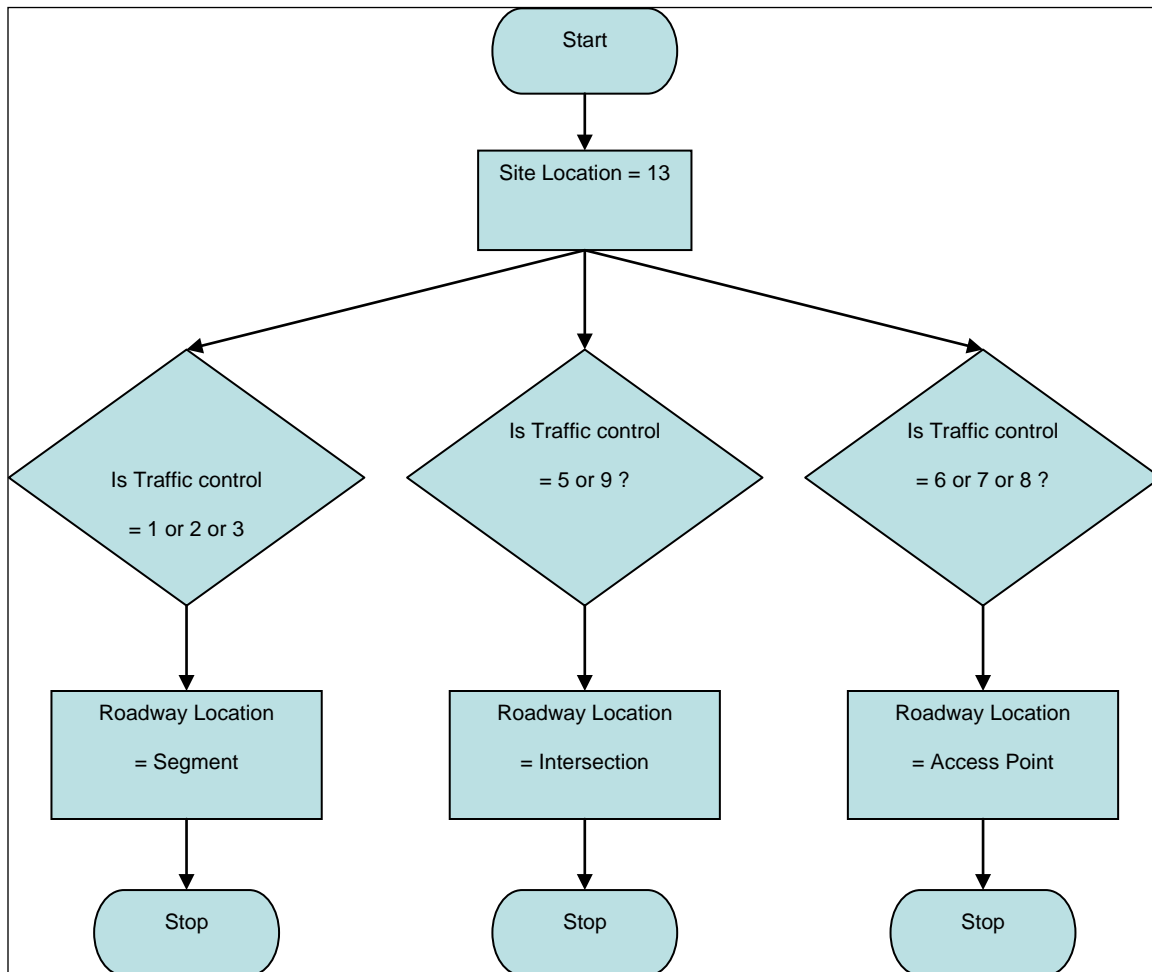 Start
Site Location = 13
Is Traffic control
= 1 or 2 or 3
Is Traffic control
= 5 or 9 ?
Is Traffic control
= 6 or 7 or 8 ?
Roadway Location
= Segment
Roadway Location
= Intersection
Roadway Location
= Access Point
Stop
Stop
Stop